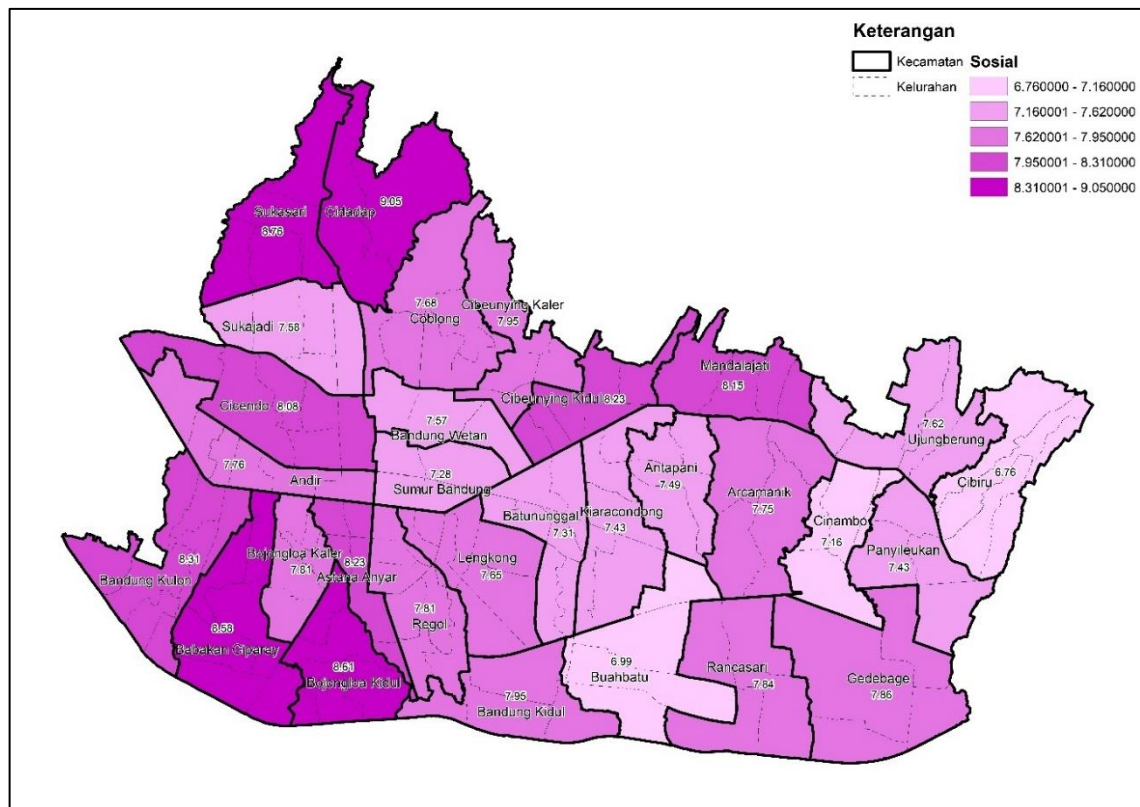 Keterangan
Kecamatan
Kelurahan
Sosial
6.760000 - 7.160000
7.160001 - 7.620000
7.620001 - 7.950000
7.950001 - 8.310000
8.310001 - 9.050000
Sukasari
8.76
Cidadap
9.05
7.68
Coblong
Cibeunying Kaler
7.95
Sukajadi 7.58
Cicendo 8.08
7.57
Bandung Wetan
Cibeunying Kidul 8.23
Mandalajati
8.15
7.62
Ujungberung
6.76
Cibiru
7.76
Andir
7.28
Sumur Bandung
Antapani
7.49
Arcamanik
7.75
Cinambo
7.16
Panyileukan
7.43
Batununggal
7.31
Kiaracondong
7.43
Lengkong
7.65
8.31
Bandung Kulon
Bojongloa Kaler
7.81
8.23
Astana Anyar
7.81
Regol
8.58
Babakan Ciparay
8.61
Bojongloa Kidul
7.95
Bandung Kidul
6.99
Buahbatu
Rancasari
7.84
Gedebage
7.86